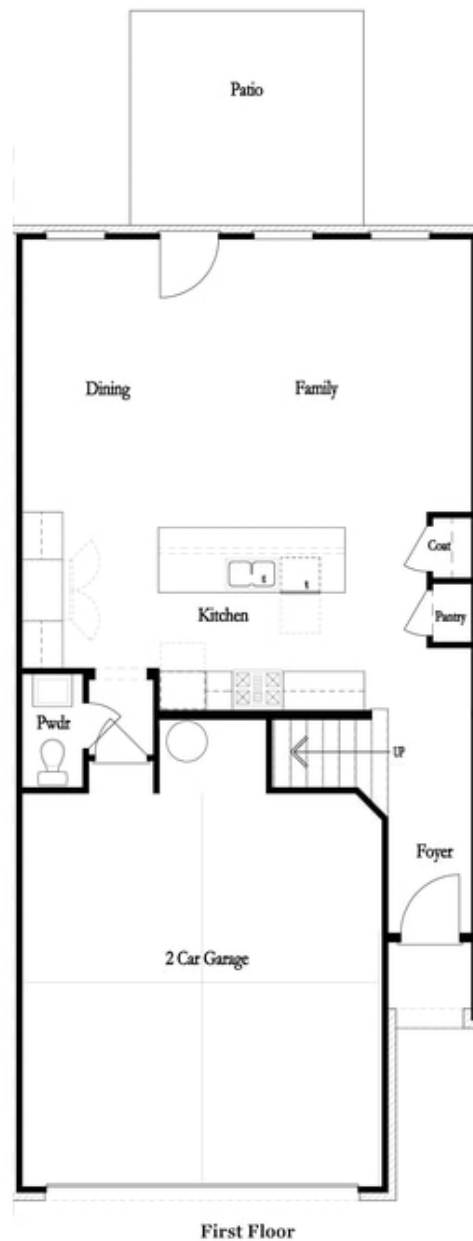 Patio
Dining
Family
Coat
Kitchen
Pantry
Pwdr
UP
Foyer
2 Car Garage
First Floor